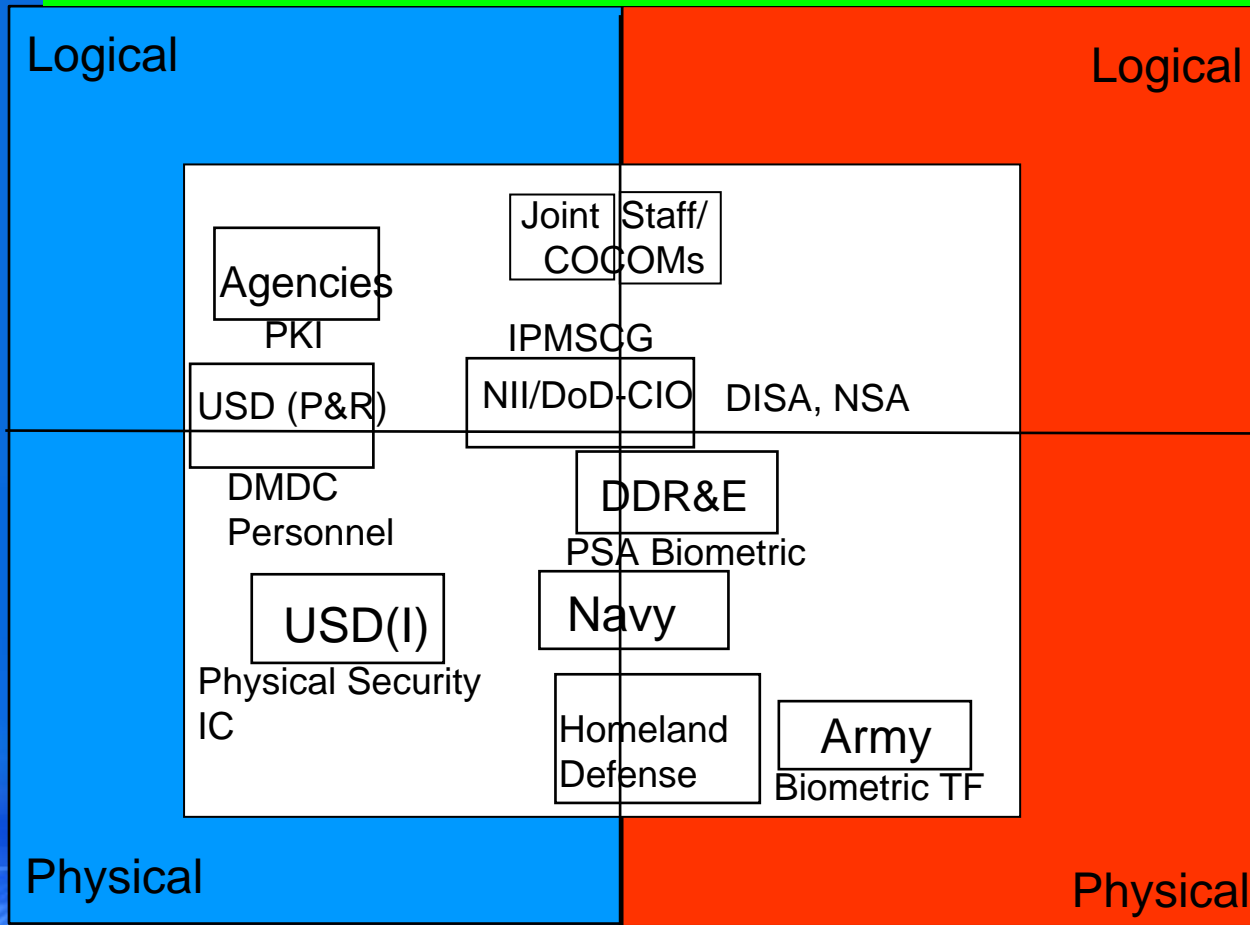 Logical
Logical
Joint Staff/
COCOMs
Agencies
PKI
IPMSCG
USD (P&R)
NII/DoD-CIO
DISA, NSA
DMDC
Personnel
DDR&E
PSA Biometric
USD(I)
Navy
Physical Security
IC
Homeland
Defense
Army
Biometric TF
Physical
Physical